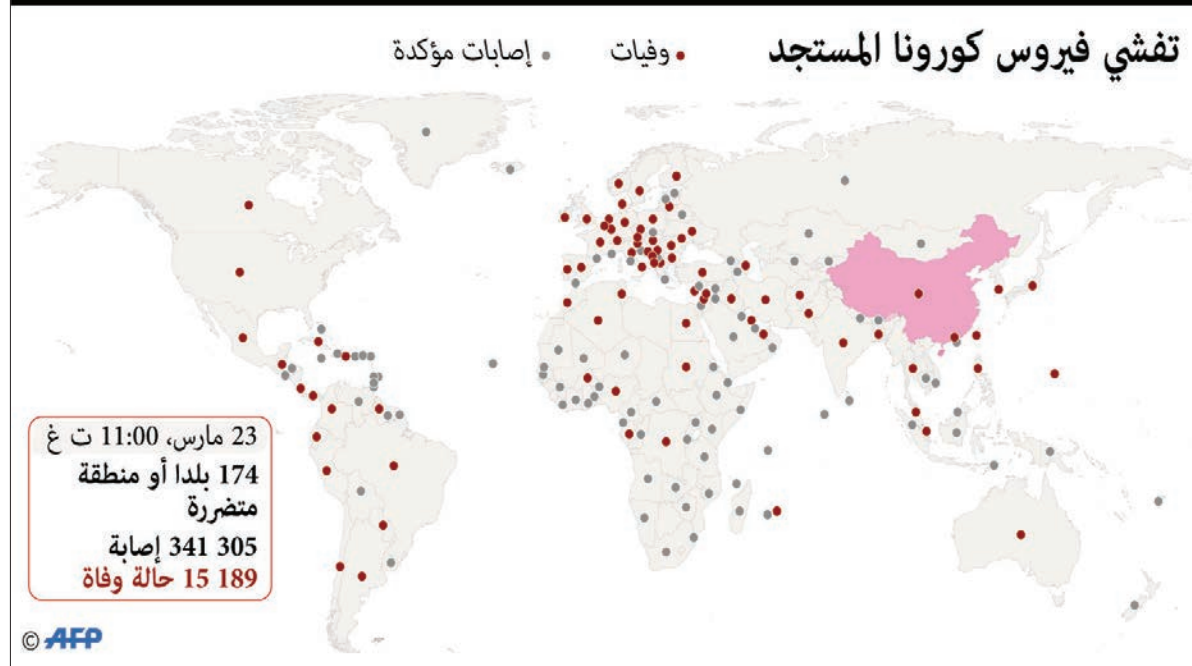 تفشي فيروس كورونا المستجد
وفيات
إصابات مؤكدة
23 مارس، 11:00 ت غ
174 بلدا أو منطقة
متضررة
341 305 إصابة
15 189 حالة وفاة
© AFP